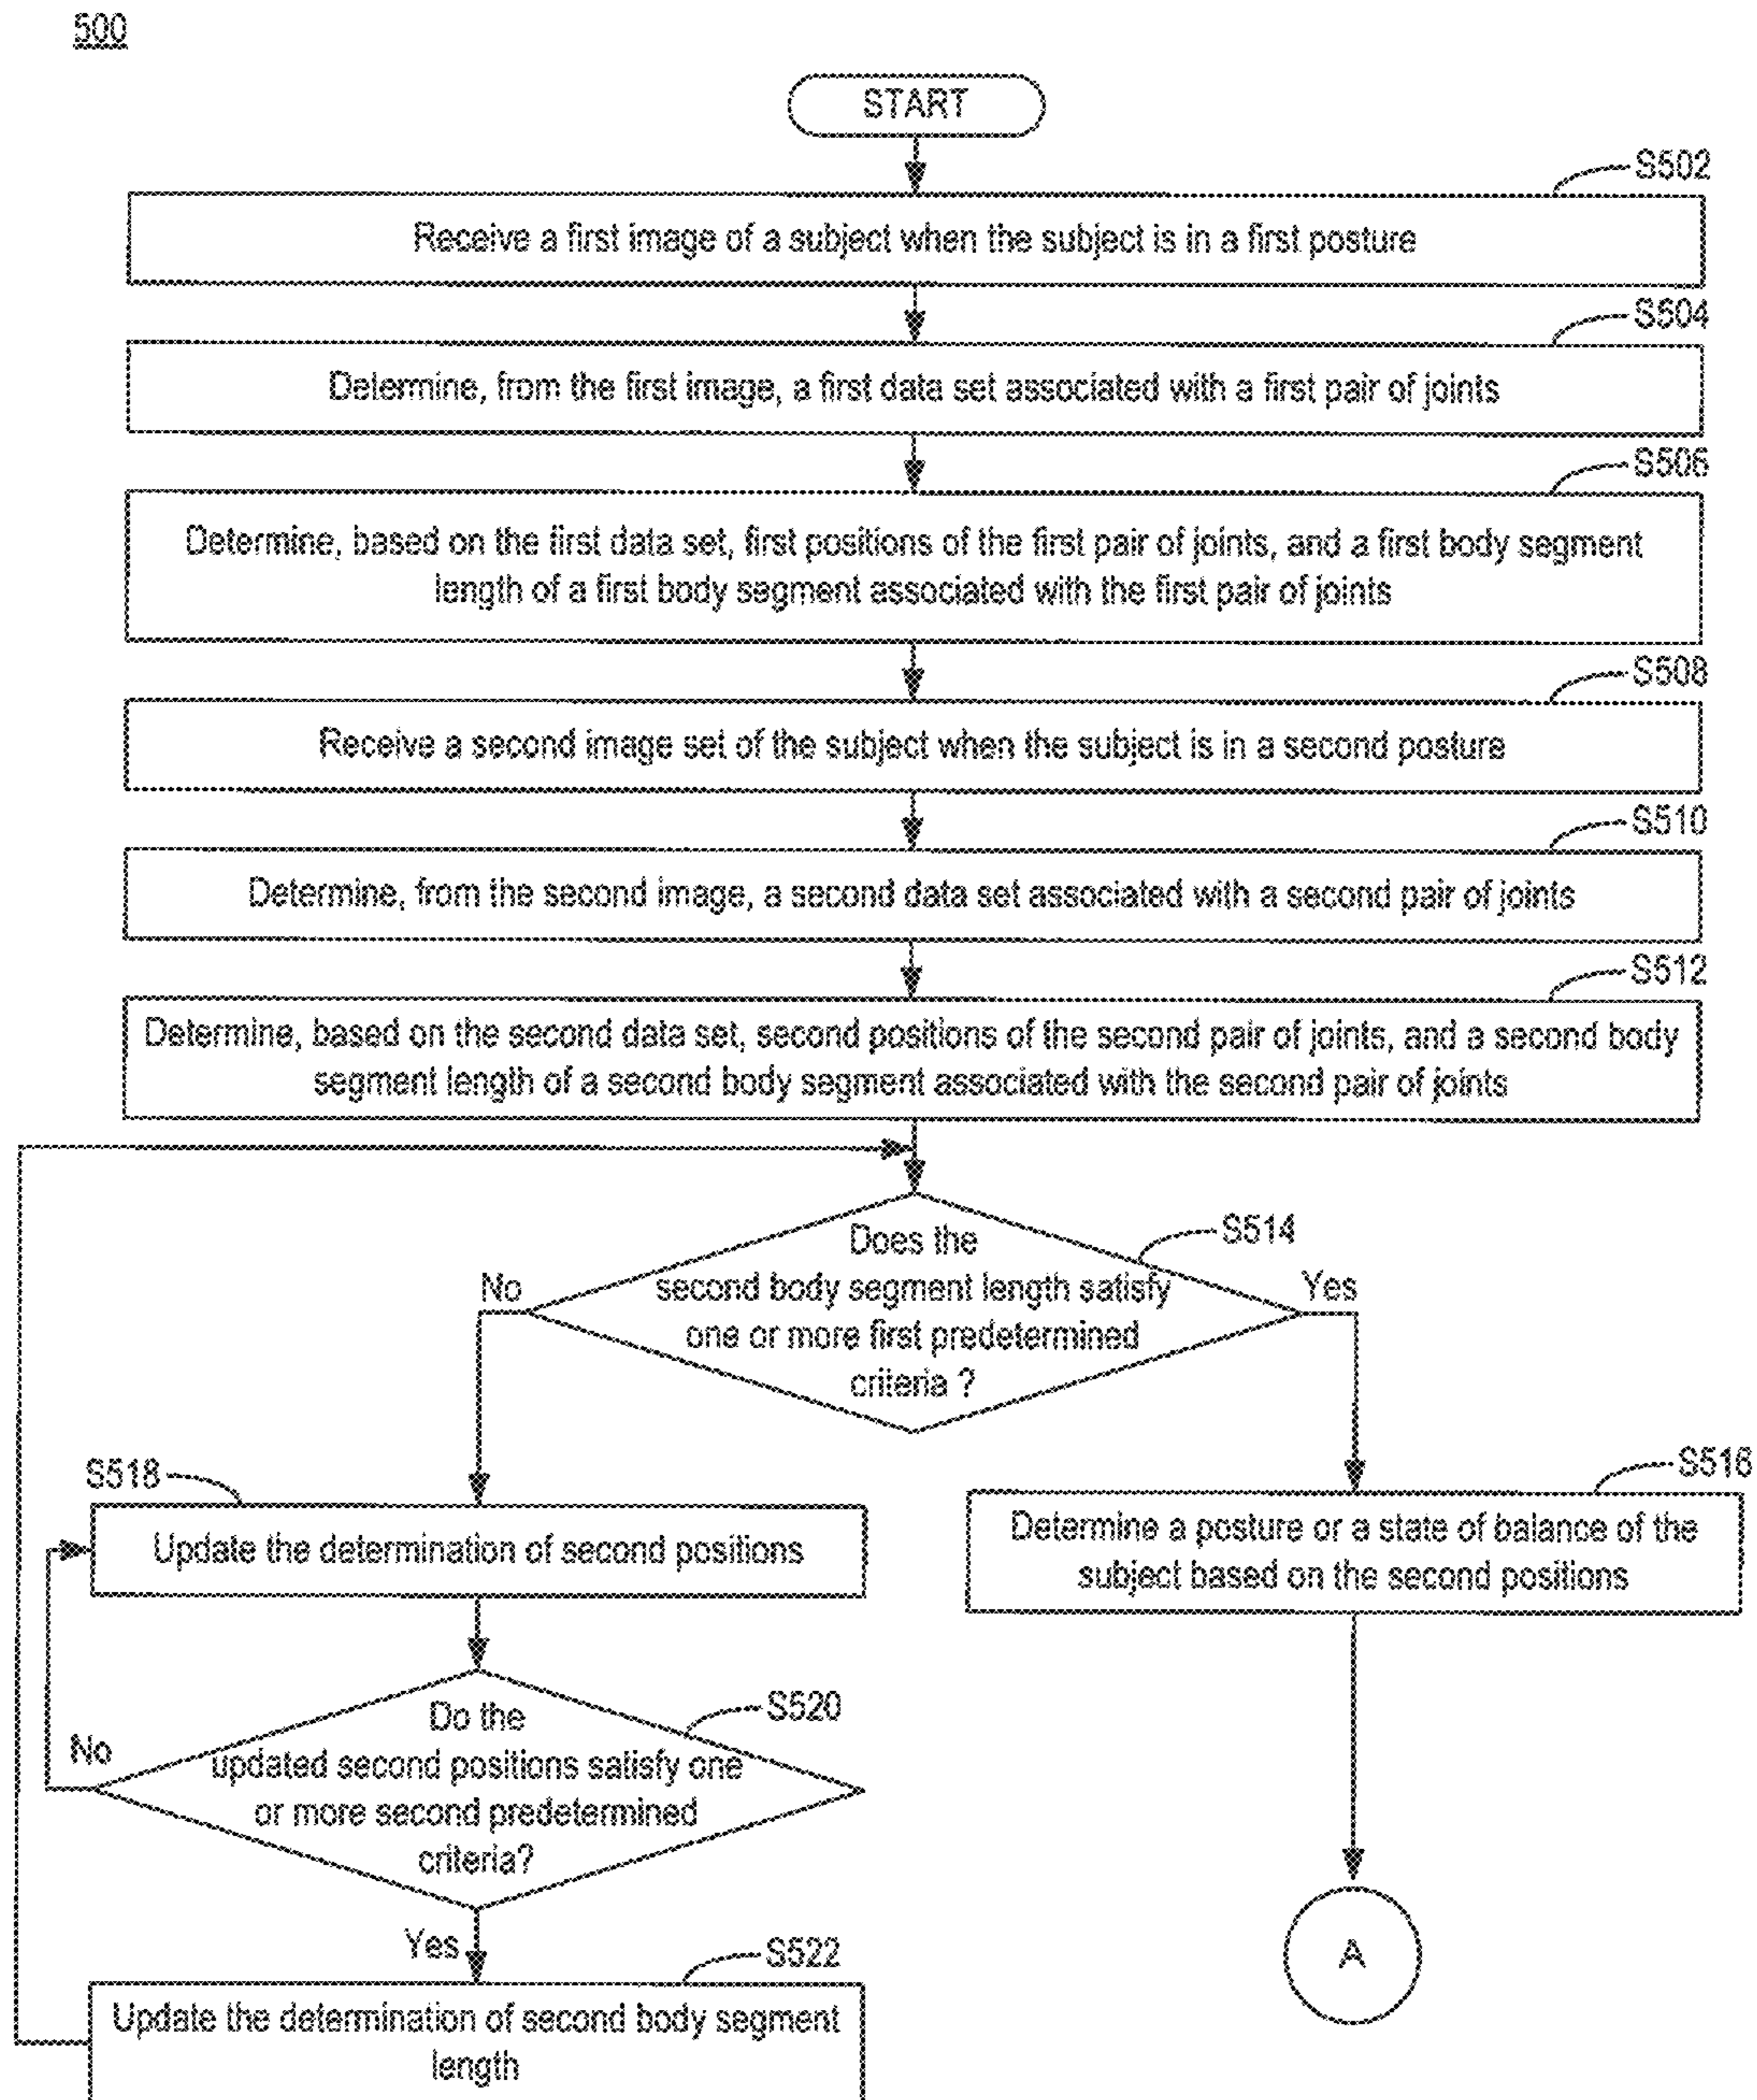 500
START
S502
Receive a first image of a subject when the subject is in a first posture
S504
Determine, from the first image, a first data set associated with a first pair of joints
S506
Determine, based on the first data set, first positions of the first pair of joints, and a first body segment
length of a first body segment associated with the first pair of joints
S508
Receive a second image set of the subject when the subject is in a second posture
S510
Determine, from the second image, a second data set associated with a second pair of joints
S512
Determine, based on the second data set, second positions of the second pair of joints, and a second body
segment length of a second body segment associated with the second pair of joints
S514
Does the
second body segment length satisfy
one or more first predetermined
criteria ?
No
Yes
S518
Update the determination of second positions
S516
Determine a posture or a state of balance of the
subject based on the second positions
S520
Do the
updated second positions satisfy one
or more second predetermined
criteria?
No
Yes
S522
Update the determination of second body segment
length
A